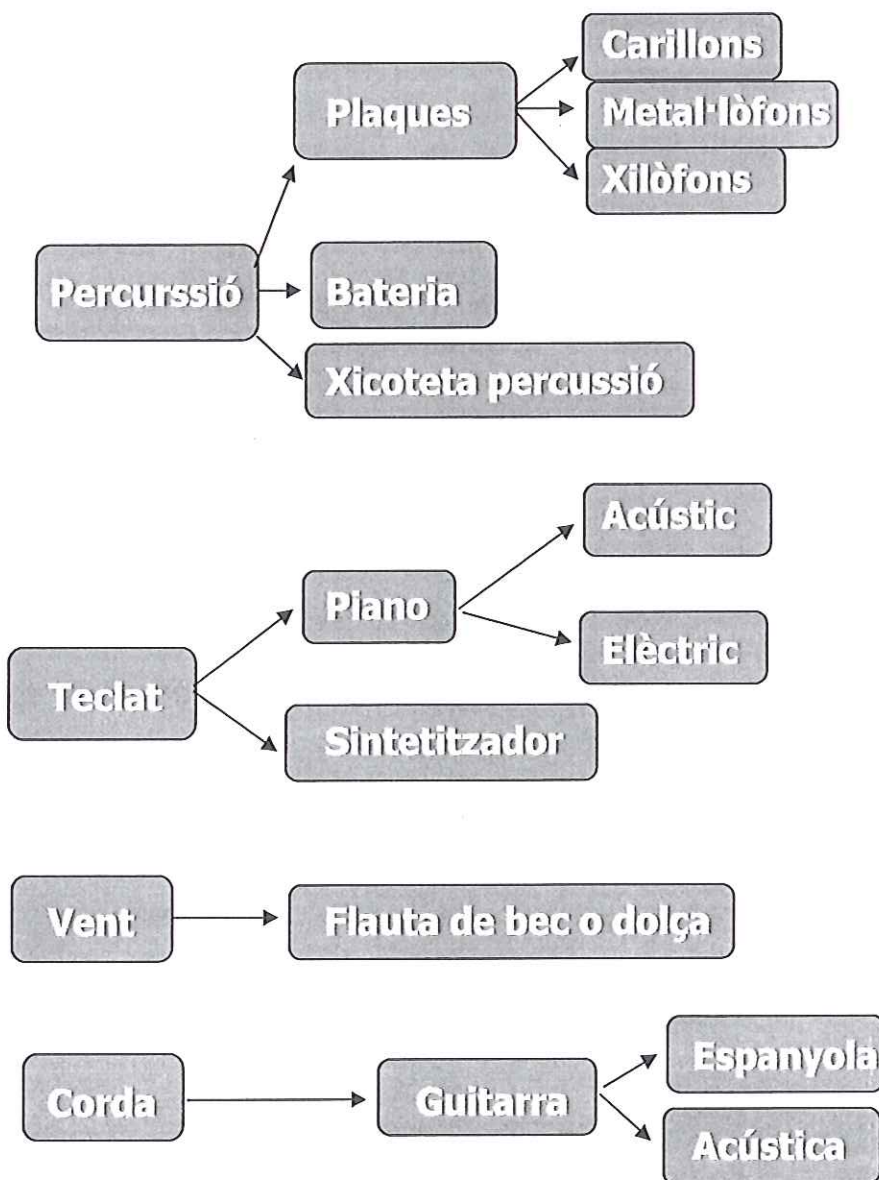 Carillons
Plaques
Metal·lòfons
Xilòfons
Percurssió
Bateria
Xicoteta percussió
Acústic
Piano
Elèctric
Teclat
Sintetitzador
Vent
Flauta de bec o dolça
Espanyola
Corda
Guitarra
Acústica